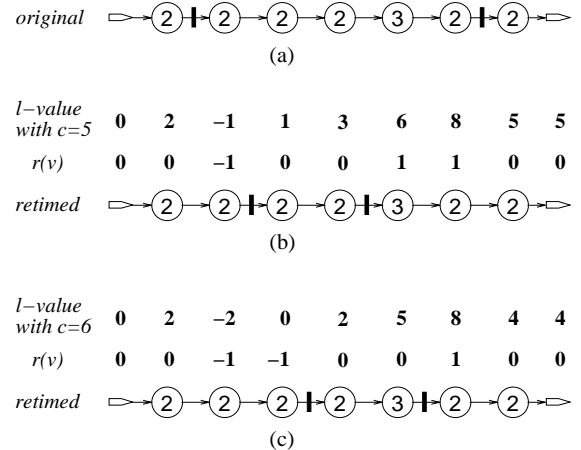 original 2 2 2 2 3 2 2
(a)
l−value
with c=5 0 2 −1 1 3 6 8 5 5
r(v) 0 0 −1 0 0 1 1 0 0
retimed 2 2 2 2 3 2 2
(b)
l−value
with c=6 0 2 −2 0 2 5 8 4 4
r(v) 0 0 −1 −1 0 0 1 0 0
retimed 2 2 2 2 3 2 2
(c)